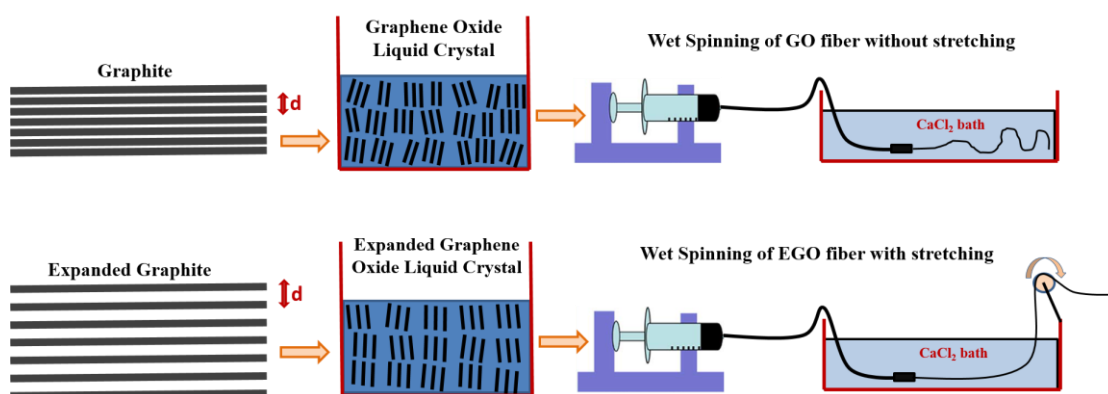 Graphite
d
Graphene Oxide
Liquid Crystal
Wet Spinning of GO fiber without stretching
CaCl₂ bath
Expanded Graphite
d
Expanded Graphene
Oxide Liquid Crystal
Wet Spinning of EGO fiber with stretching
CaCl₂ bath